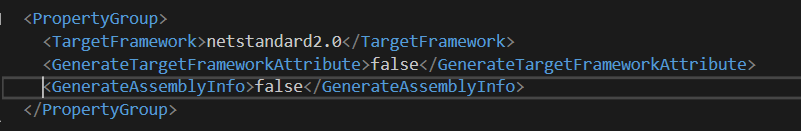 <PropertyGroup>
<TargetFramework>netstandard2.0</TargetFramework>
<GenerateTargetFrameworkAttribute>false</GenerateTargetFrameworkAttribute>
<GenerateAssemblyInfo>false</GenerateAssemblyInfo>
</PropertyGroup>